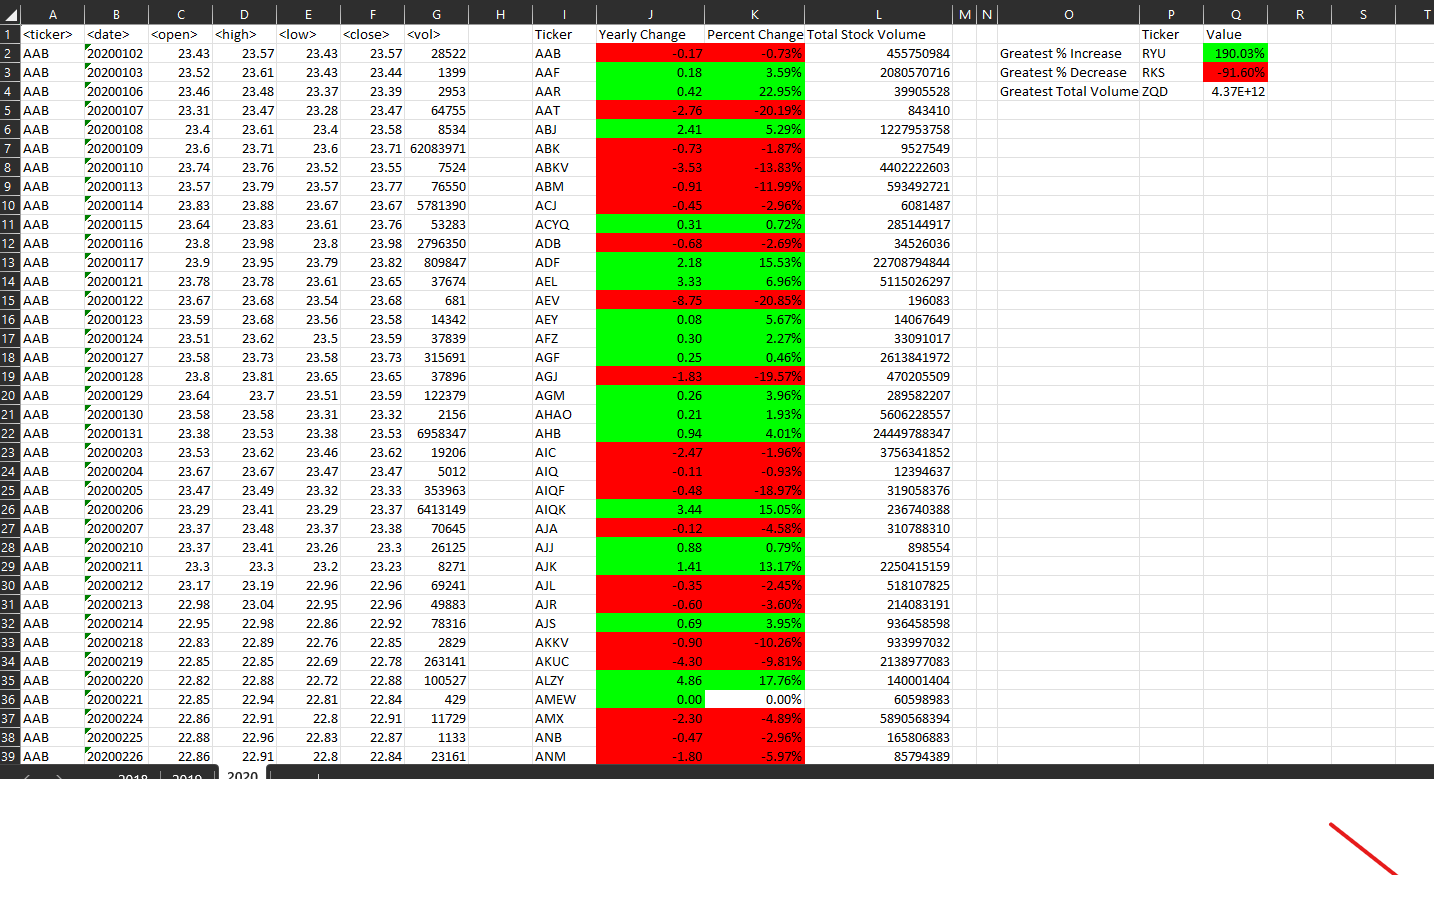 A B C D E F G H I J K L M N O P Q R S T
1 <ticker> <date> <open> <high> <low> <close> <vol> Ticker Yearly Change Percent Change Total Stock Volume Ticker Value
2 AAB 20200102 23.43 23.57 23.43 23.57 28522 AAB -0.17 -0.73% 455750984 Greatest % Increase RYU 190.03%
3 AAB 20200103 23.52 23.61 23.43 23.44 1399 AAF 0.18 3.59% 2080570716 Greatest % Decrease RKS -91.60%
4 AAB 20200106 23.46 23.48 23.37 23.39 2953 AAR 0.42 22.95% 39905528 Greatest Total Volume ZQD 4.37E+12
5 AAB 20200107 23.31 23.47 23.28 23.47 64755 AAT -2.76 -20.19% 843410
6 AAB 20200108 23.4 23.61 23.4 23.58 8534 ABJ 2.41 5.29% 1227953758
7 AAB 20200109 23.6 23.71 23.6 23.71 62083971 ABK -0.73 -1.87% 9527549
8 AAB 20200110 23.74 23.76 23.52 23.55 7524 ABKV -3.53 -13.83% 4402222603
9 AAB 20200113 23.57 23.79 23.57 23.77 76550 ABM -0.91 -11.99% 593492721
10 AAB 20200114 23.83 23.88 23.67 23.67 5781390 ACJ -0.45 -2.96% 6081487
11 AAB 20200115 23.64 23.83 23.61 23.76 53283 ACYQ 0.31 0.72% 285144917
12 AAB 20200116 23.8 23.98 23.8 23.98 2796350 ADB -0.68 -2.69% 34526036
13 AAB 20200117 23.9 23.95 23.79 23.82 809847 ADF 2.18 15.53% 22708794844
14 AAB 20200121 23.78 23.78 23.61 23.65 37674 AEL 3.33 6.96% 5115026297
15 AAB 20200122 23.67 23.68 23.54 23.68 681 AEV -8.75 -20.85% 196083
16 AAB 20200123 23.59 23.68 23.56 23.58 14342 AEY 0.08 5.67% 14067649
17 AAB 20200124 23.51 23.62 23.5 23.59 37839 AFZ 0.30 2.27% 33091017
18 AAB 20200127 23.58 23.73 23.58 23.73 315691 AGF 0.25 0.46% 2613841972
19 AAB 20200128 23.8 23.81 23.65 23.65 37896 AGJ -1.83 -19.57% 470205509
20 AAB 20200129 23.64 23.7 23.51 23.59 122379 AGM 0.26 3.96% 289582207
21 AAB 20200130 23.58 23.58 23.31 23.32 2156 AHAO 0.21 1.93% 5606228557
22 AAB 20200131 23.38 23.53 23.38 23.53 6958347 AHB 0.94 4.01% 24449788347
23 AAB 20200203 23.53 23.62 23.46 23.62 19206 AIC -2.47 -1.96% 3756341852
24 AAB 20200204 23.67 23.67 23.47 23.47 5012 AIQ -0.11 -0.93% 12394637
25 AAB 20200205 23.47 23.49 23.32 23.33 353963 AIQF -0.48 -18.97% 319058376
26 AAB 20200206 23.29 23.41 23.29 23.37 6413149 AIQK 3.44 15.05% 236740388
27 AAB 20200207 23.37 23.48 23.37 23.38 70645 AJA -0.12 -4.58% 310788310
28 AAB 20200210 23.37 23.41 23.26 23.3 26125 AJJ 0.88 0.79% 898554
29 AAB 20200211 23.3 23.3 23.2 23.23 8271 AJK 1.41 13.17% 2250415159
30 AAB 20200212 23.17 23.19 22.96 22.96 69241 AJL -0.35 -2.45% 518107825
31 AAB 20200213 22.98 23.04 22.95 22.96 49883 AJR -0.60 -3.60% 214083191
32 AAB 20200214 22.95 22.98 22.86 22.92 78316 AJS 0.69 3.95% 936458598
33 AAB 20200218 22.83 22.89 22.76 22.85 2829 AKKV -0.90 -10.26% 933997032
34 AAB 20200219 22.85 22.85 22.69 22.78 263141 AKUC -4.30 -9.81% 2138977083
35 AAB 20200220 22.82 22.88 22.72 22.88 100527 ALZY 4.86 17.76% 140001404
36 AAB 20200221 22.85 22.94 22.81 22.84 429 AMEW 0.00 0.00% 60598983
37 AAB 20200224 22.86 22.91 22.8 22.91 11729 AMX -2.30 -4.89% 5890568394
38 AAB 20200225 22.88 22.96 22.83 22.87 1133 ANB -0.47 -2.96% 165806883
39 AAB 20200226 22.86 22.91 22.8 22.84 23161 ANM -1.80 -5.97% 85794389
2018 2019 2020